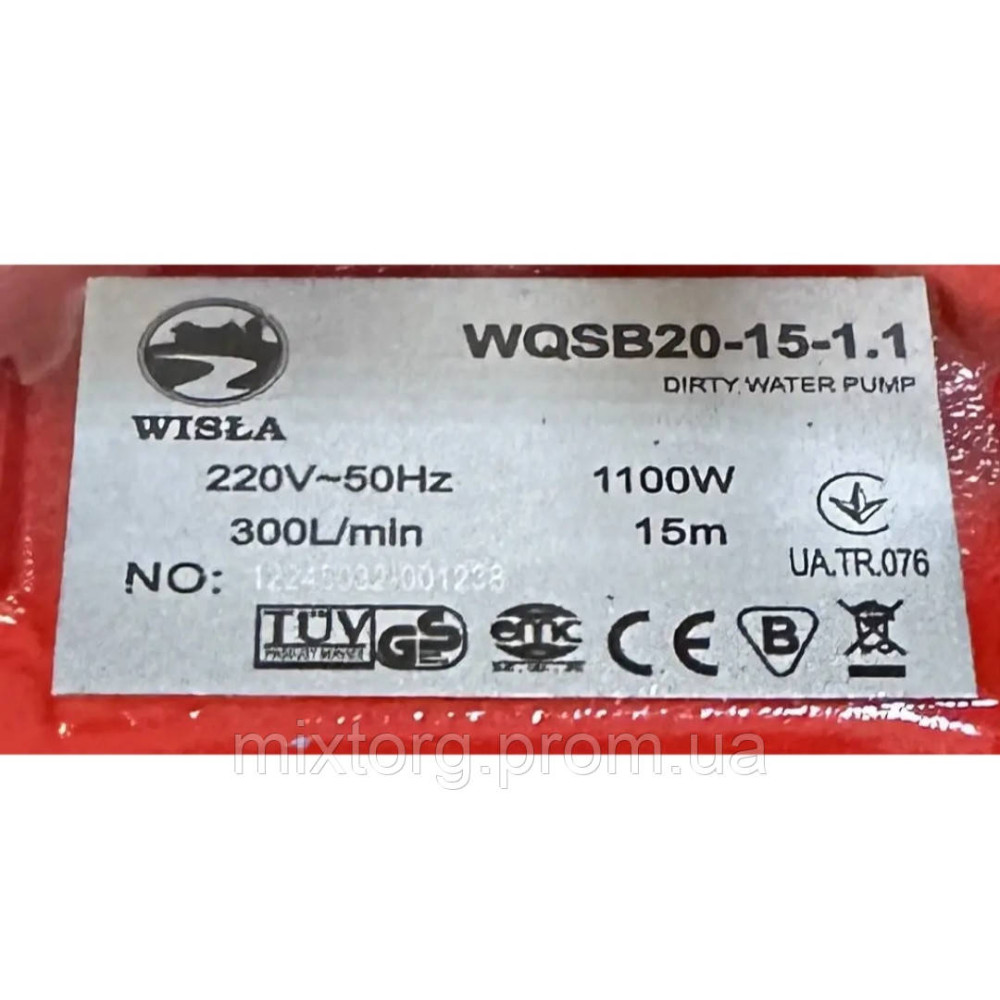 WQSB20-15-1.1
DIRTY WATER PUMP
WISŁA
220V~50Hz 1100W
300L/min 15m
UA.TR.076
NO:
TÜV GS CE B
mixtorg.prom.ua